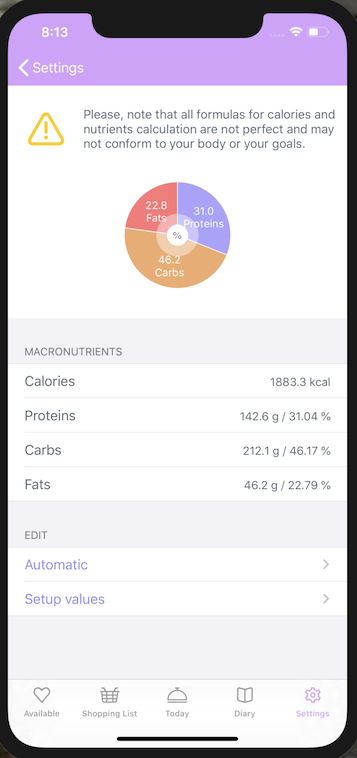 8:13
Settings
Please, note that all formulas for calories and
nutrients calculation are not perfect and may
not conform to your body or your goals.
22.8
Fats
31.0
Proteins
%
46.2
Carbs
MACRONUTRIENTS
Calories 1883.3 kcal
Proteins 142.6 g / 31.04 %
Carbs 212.1 g / 46.17 %
Fats 46.2 g / 22.79 %
EDIT
Automatic
Setup values
Available Shopping List Today Diary Settings